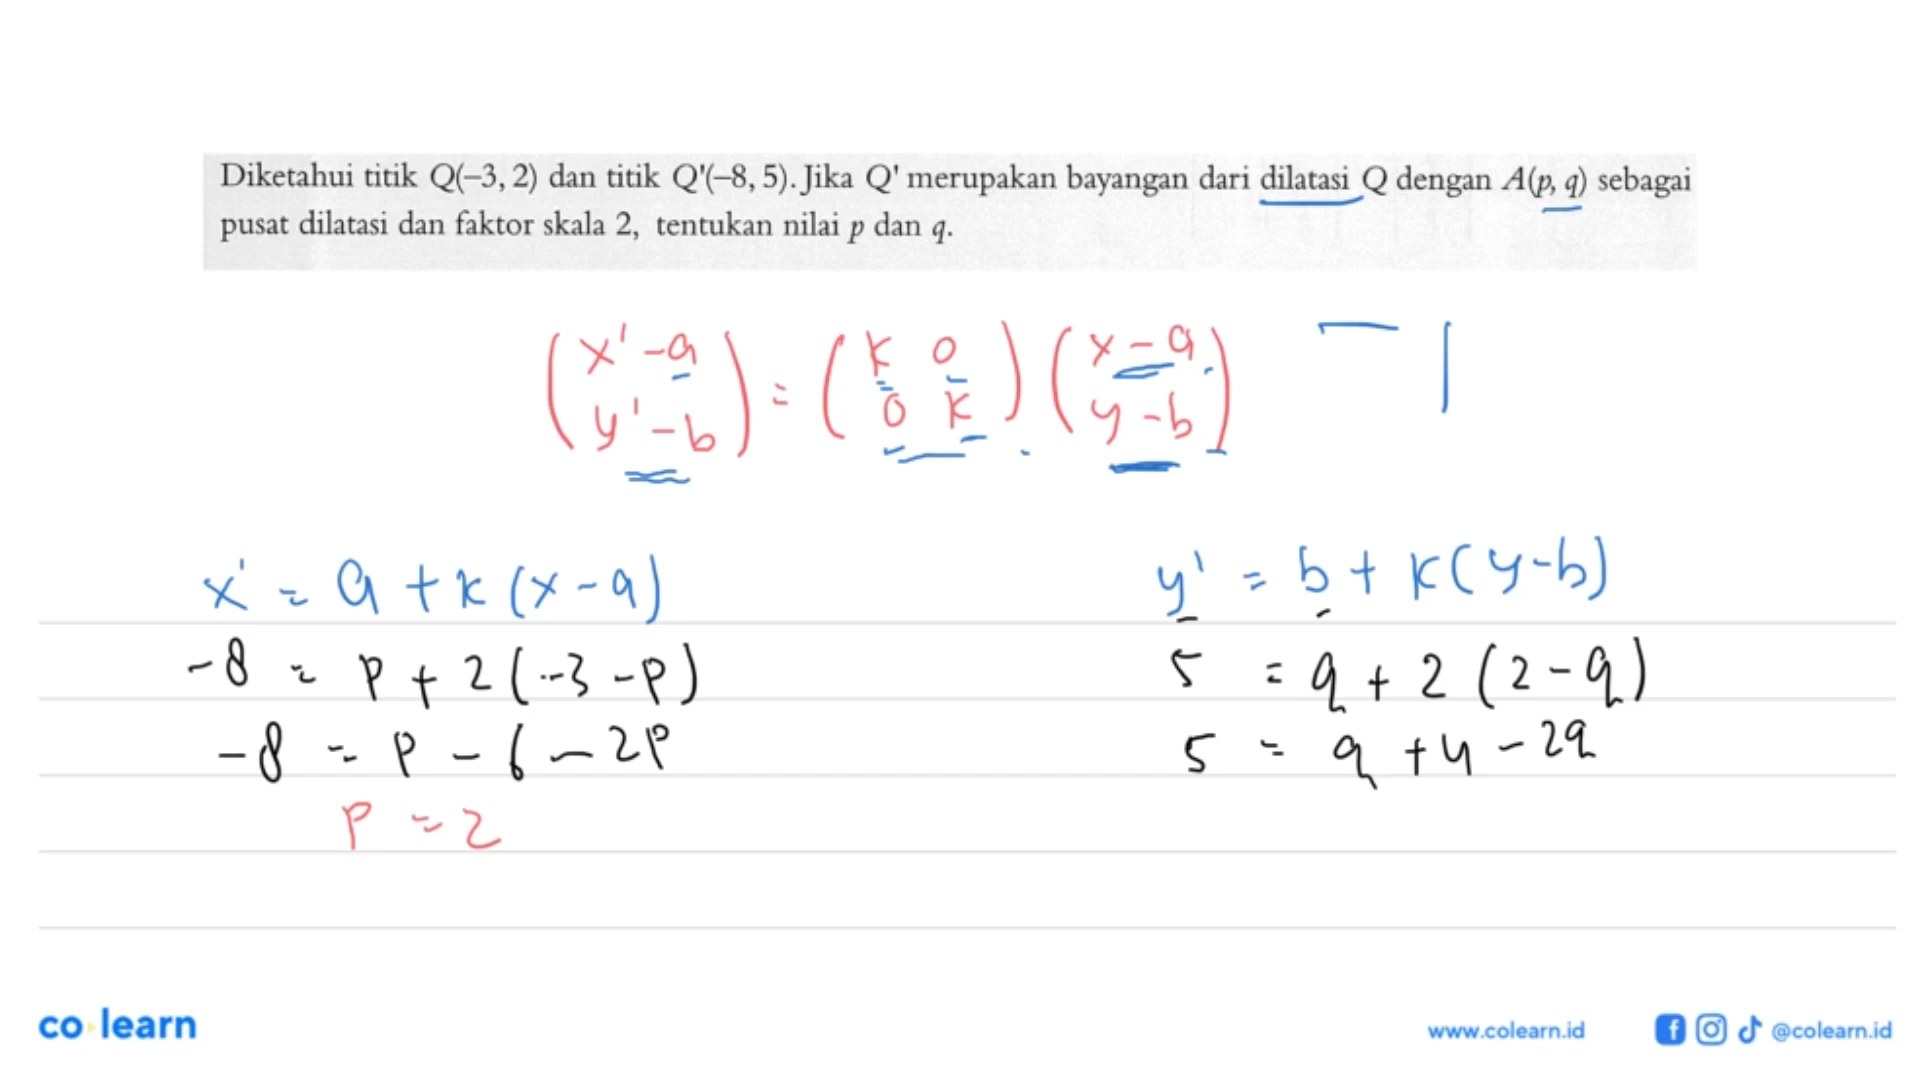 Diketahui titik Q(–3, 2) dan titik Q'(–8, 5). Jika Q' merupakan bayangan dari dilatasi Q dengan A(p, q) sebagai
pusat dilatasi dan faktor skala 2, tentukan nilai p dan q.
(x' - a) = (k 0) (x - a)
(y' - b) (0 k) (y - b)
x' = a + k (x - a)
y' = b + k (y - b)
-8 = p + 2 (-3 - p)
5 = q + 2 (2 - q)
-8 = p - 6 - 2p
5 = q + 4 - 2q
p = 2
co learn
www.colearn.id
@colearn.id